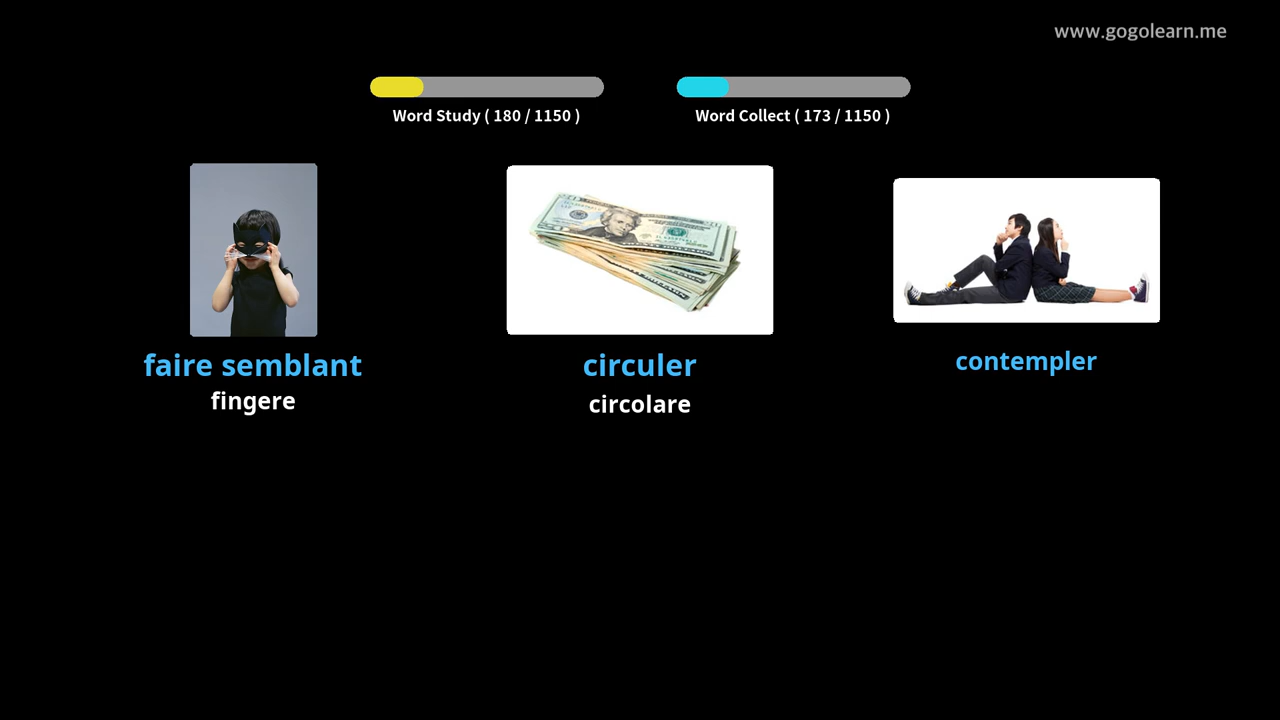 www.gogolearn.me
Word Study ( 180 / 1150 )
Word Collect ( 173 / 1150 )
faire semblant
fingere
circuler
circolare
contempler